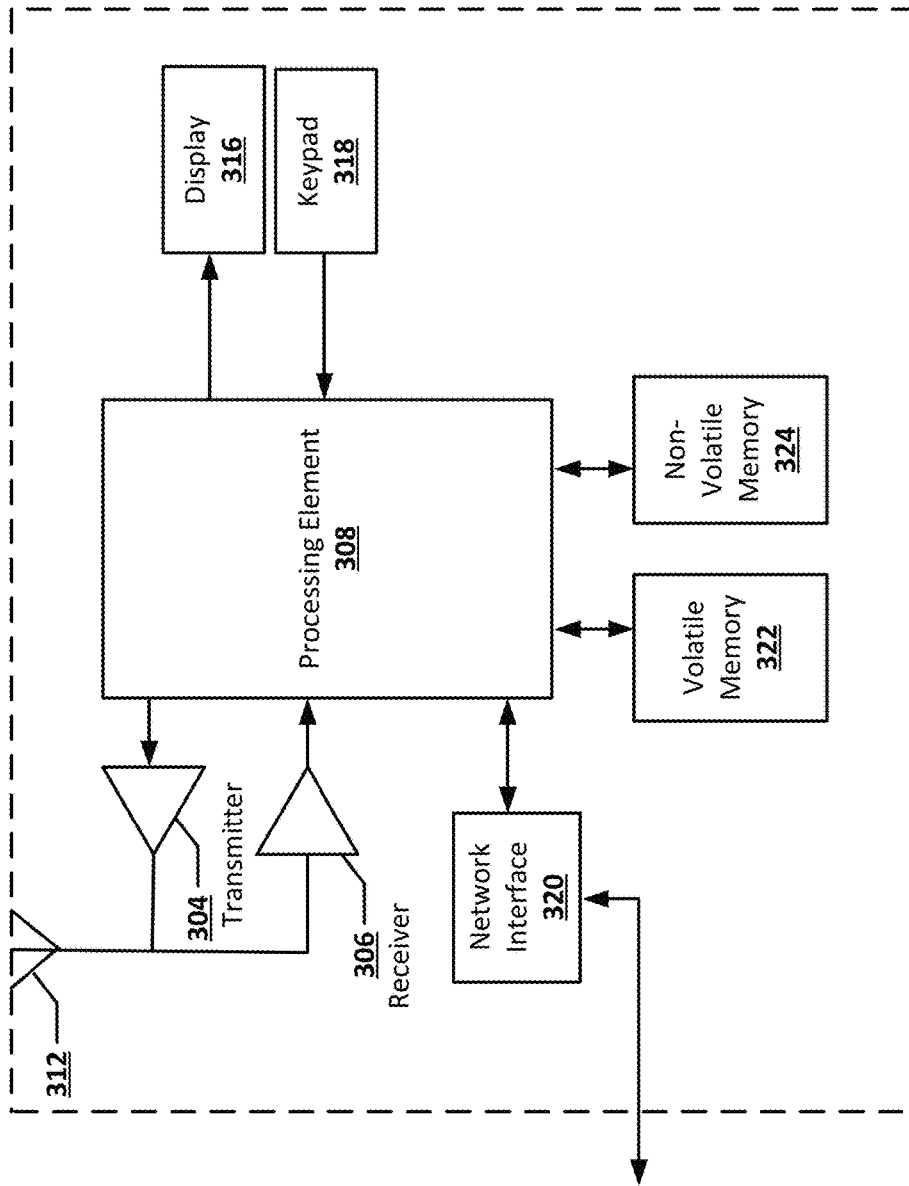 312
304
Transmitter
306
Receiver
Processing Element
308
Display
316
Keypad
318
Network
Interface
320
Volatile
Memory
322
Non-
Volatile
Memory
324